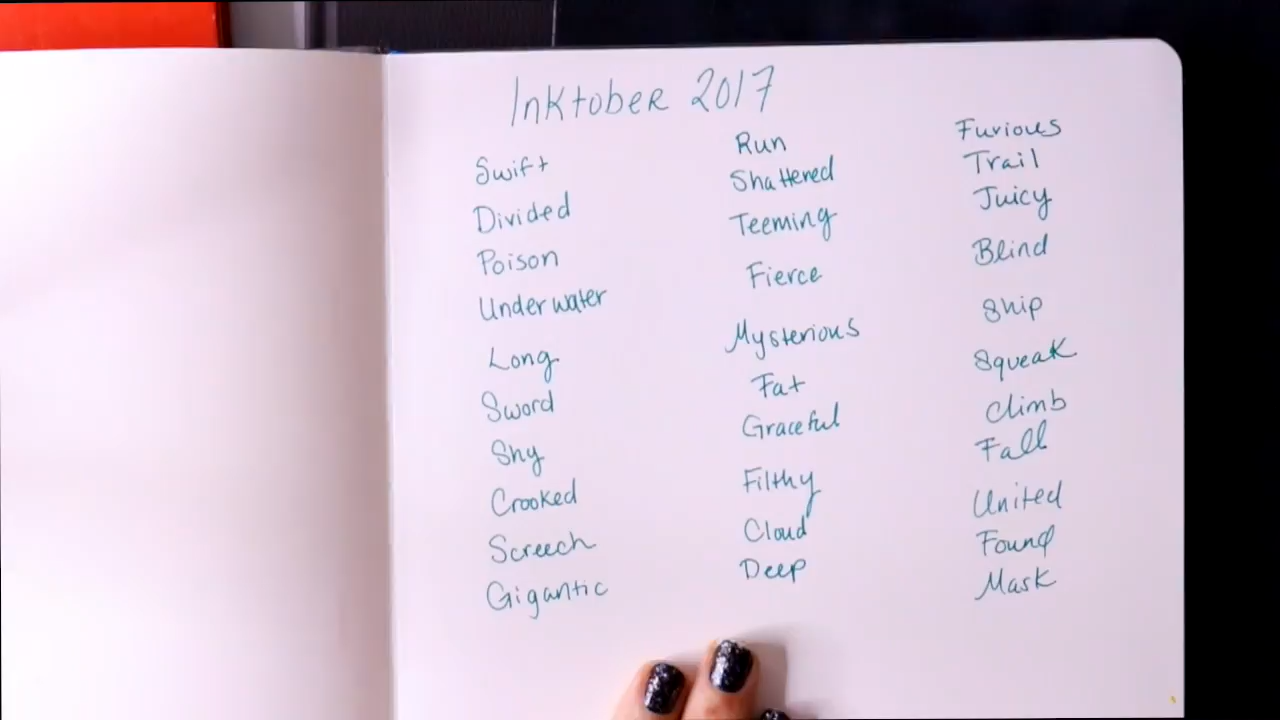 Inktober 2017
Swift
Divided
Poison
Underwater
Long
Sword
Shy
Crooked
Screech
Gigantic
Run
Shattered
Teeming
Fierce
Mysterious
Fat
Graceful
Filthy
Cloud
Deep
Furious
Trail
Juicy
Blind
Ship
Squeak
Climb
Fall
United
Found
Mask